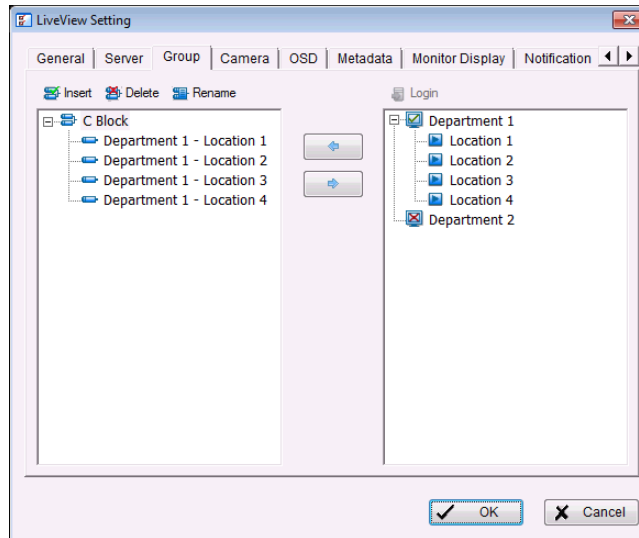 LiveView Setting
General Server Group Camera OSD Metadata Monitor Display Notification
Insert Delete Rename
Login
C Block
Department 1 - Location 1
Department 1 - Location 2
Department 1 - Location 3
Department 1 - Location 4
Department 1
Location 1
Location 2
Location 3
Location 4
Department 2
OK Cancel